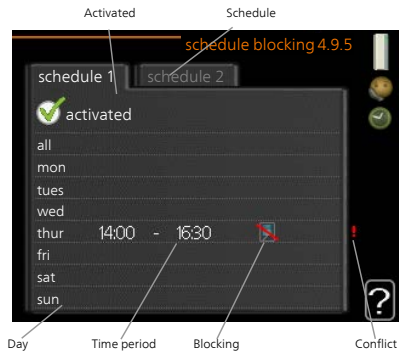 Activated Schedule
schedule blocking 4.9.5
schedule 1 schedule 2
activated
all
mon
tues
wed
thur 14:00 - 16:30 !
fri
sat
sun
?
Day Time period Blocking Conflict